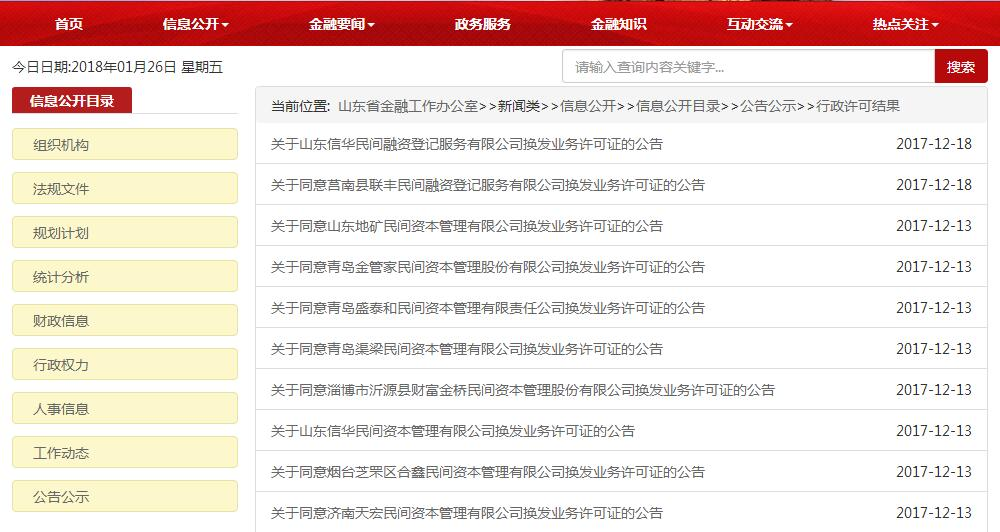 首页 信息公开 金融要闻 政务服务 金融知识 互动交流 热点关注
今日日期:2018年01月26日 星期五
请输入查询内容关键字... 搜索
信息公开目录
组织机构
法规文件
规划计划
统计分析
财政信息
行政权力
人事信息
工作动态
公告公示
当前位置: 山东省金融工作办公室>>新闻类>>信息公开>>信息公开目录>>公告公示>>行政许可结果
关于山东信华民间融资登记服务有限公司换发业务许可证的公告 2017-12-18
关于同意莒南县联丰民间融资登记服务有限公司换发业务许可证的公告 2017-12-18
关于同意山东地矿民间资本管理有限公司换发业务许可证的公告 2017-12-13
关于同意青岛金管家民间资本管理股份有限公司换发业务许可证的公告 2017-12-13
关于同意青岛盛泰和民间资本管理有限责任公司换发业务许可证的公告 2017-12-13
关于同意青岛渠梁民间资本管理有限公司换发业务许可证的公告 2017-12-13
关于同意淄博市沂源县财富金桥民间资本管理股份有限公司换发业务许可证的公告 2017-12-13
关于山东信华民间资本管理有限公司换发业务许可证的公告 2017-12-13
关于同意烟台芝罘区合鑫民间资本管理有限公司换发业务许可证的公告 2017-12-13
关于同意济南天宏民间资本管理有限公司换发业务许可证的公告 2017-12-13